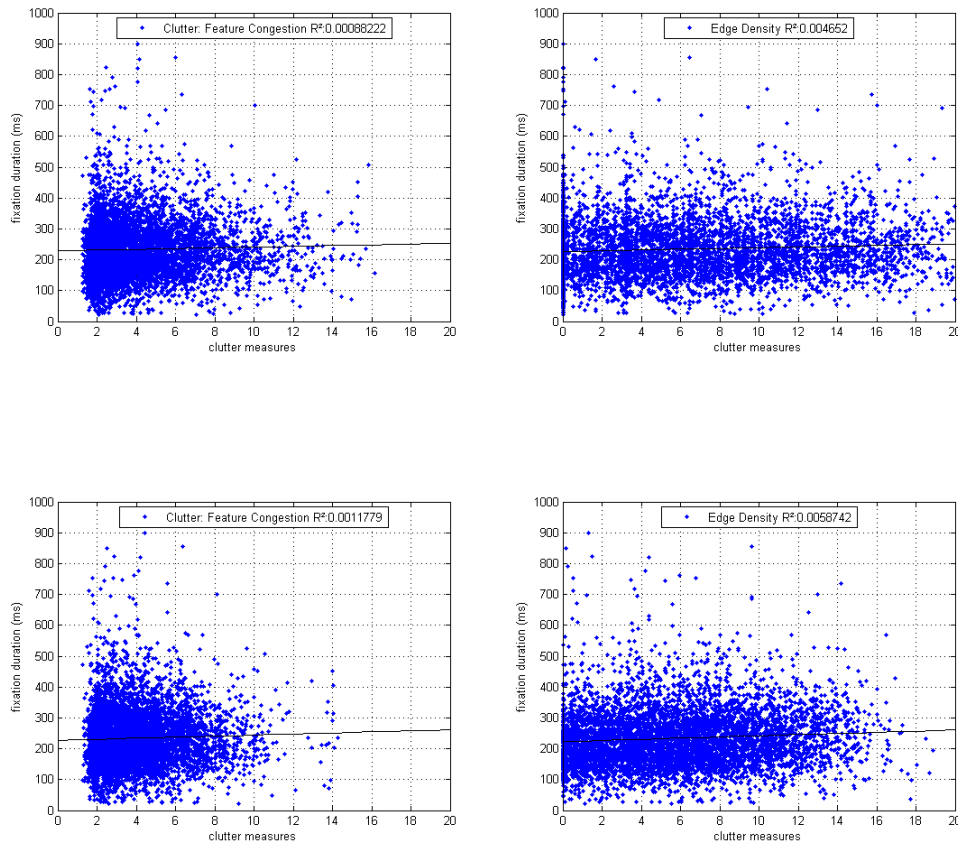 Clutter: Feature Congestion R²:0.00088222
1000
900
800
700
600
500
400
300
200
100
0
fixation duration (ms)
0 2 4 6 8 10 12 14 16 18 20
clutter measures
Edge Density R²:0.004652
1000
900
800
700
600
500
400
300
200
100
0
fixation duration (ms)
0 2 4 6 8 10 12 14 16 18 20
clutter measures
Clutter: Feature Congestion R²:0.0011779
1000
900
800
700
600
500
400
300
200
100
0
fixation duration (ms)
0 2 4 6 8 10 12 14 16 18 20
clutter measures
Edge Density R²:0.0058742
1000
900
800
700
600
500
400
300
200
100
0
fixation duration (ms)
0 2 4 6 8 10 12 14 16 18 20
clutter measures